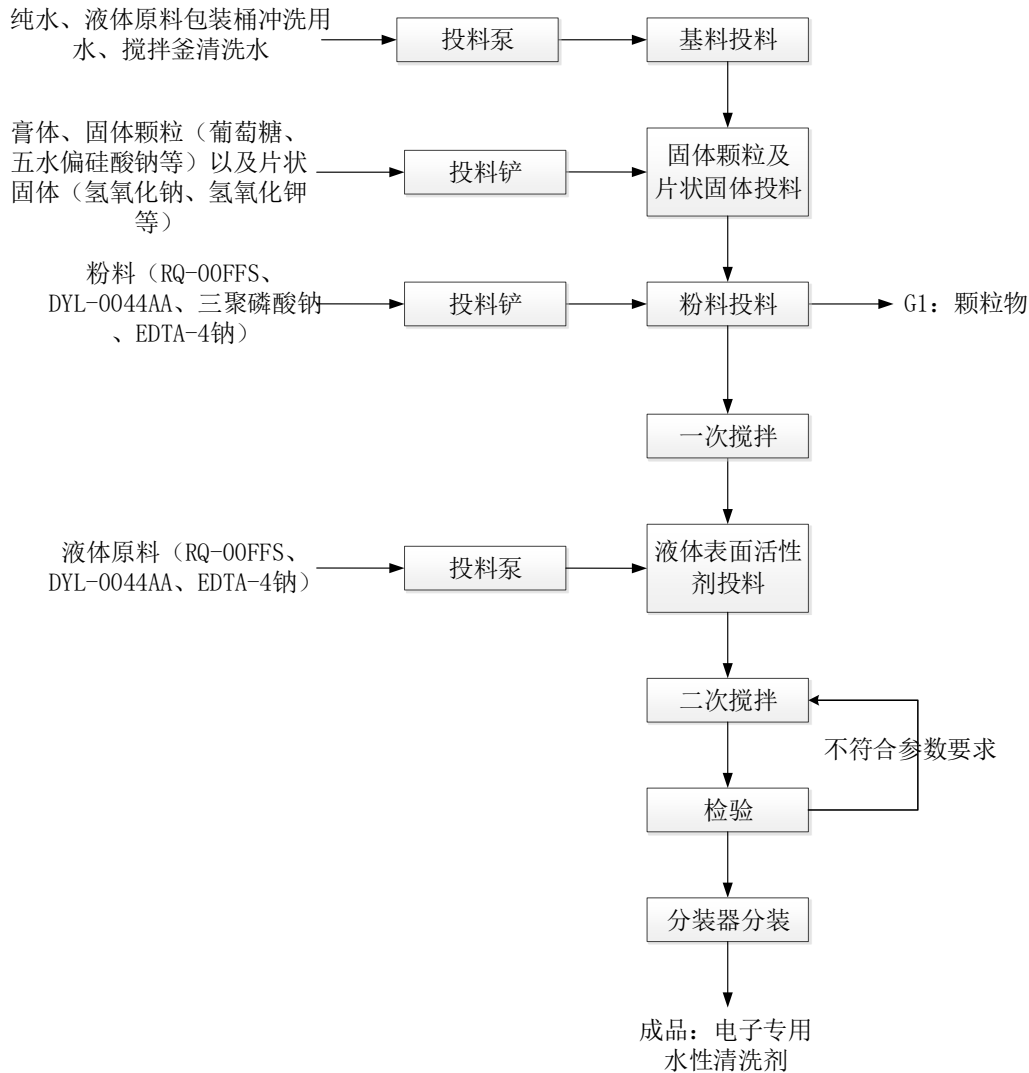 纯水、液体原料包装桶冲洗用
水、搅拌釜清洗水
投料泵
基料投料
膏体、固体颗粒（葡萄糖、
五水偏硅酸钠等）以及片状
固体（氢氧化钠、氢氧化钾
等）
投料铲
固体颗粒及
片状固体投料
粉料（RQ-00FFS、
DYL-0044AA、三聚磷酸钠
、EDTA-4钠）
投料铲
粉料投料
G1：颗粒物
一次搅拌
液体原料（RQ-00FFS、
DYL-0044AA、EDTA-4钠）
投料泵
液体表面活性
剂投料
二次搅拌
不符合参数要求
检验
分装器分装
成品：电子专用
水性清洗剂